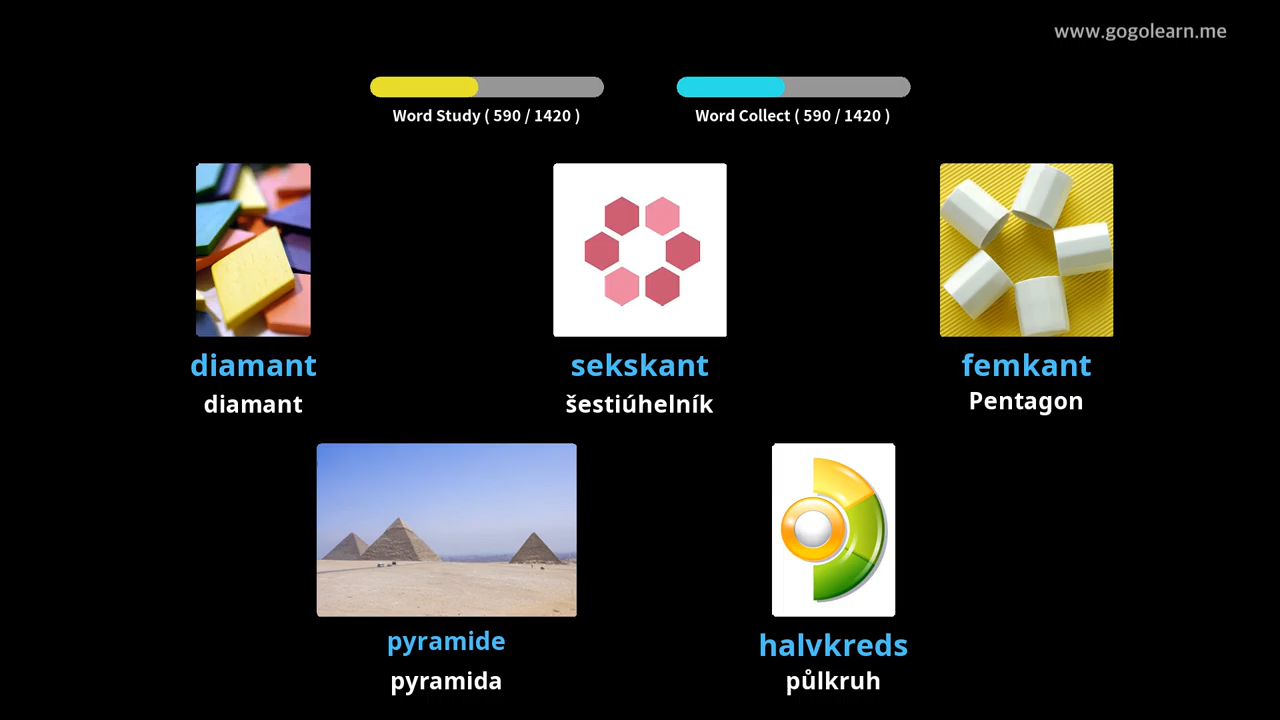 www.gogolearn.me
Word Study ( 590 / 1420 )
Word Collect ( 590 / 1420 )
diamant
diamant
sekskant
šestiúhelník
femkant
Pentagon
pyramide
pyramida
halvkreds
půlkruh